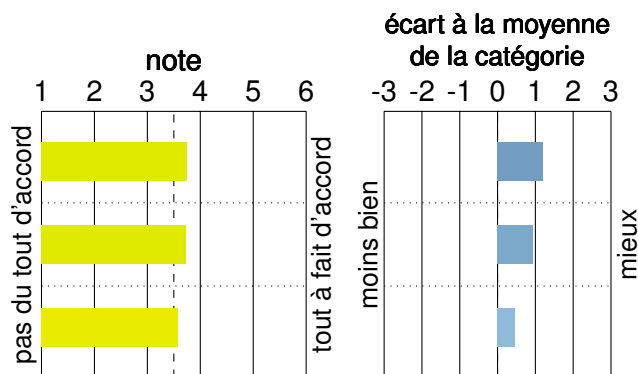 note
1 2 3 4 5 6
pas du tout d'accord
tout à fait d'accord
écart à la moyenne
de la catégorie
-3 -2 -1 0 1 2 3
moins bien
mieux